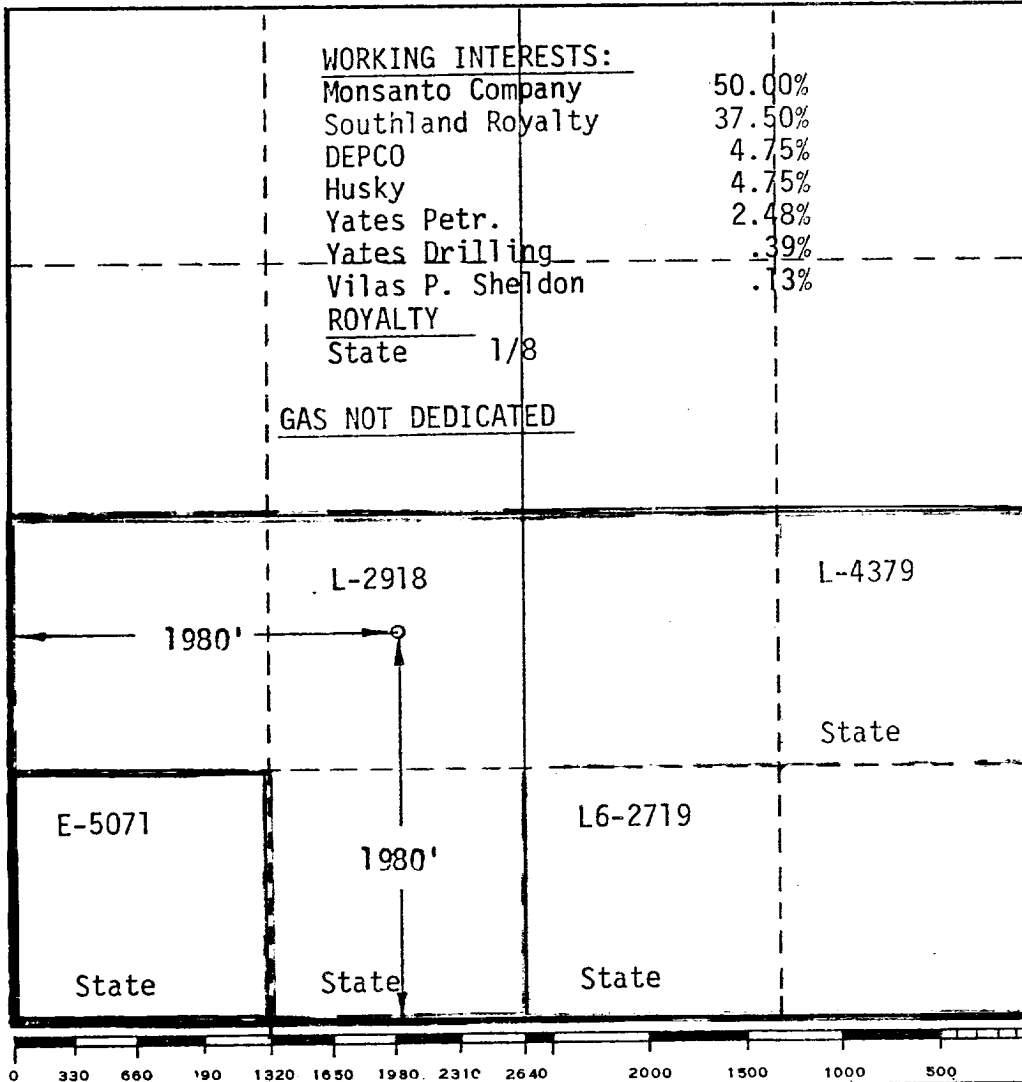 WORKING INTERESTS:
Monsanto Company 50.00%
Southland Royalty 37.50%
DEPCO 4.75%
Husky 4.75%
Yates Petr. 2.48%
Yates Drilling .39%
Vilas P. Sheldon .13%
ROYALTY
State 1/8
GAS NOT DEDICATED
L-2918 L-4379
1980'
State
E-5071 L6-2719
1980'
State State State
0 330 660 '90 1320 1650 1980 2310 2640 2000 1500 1000 500